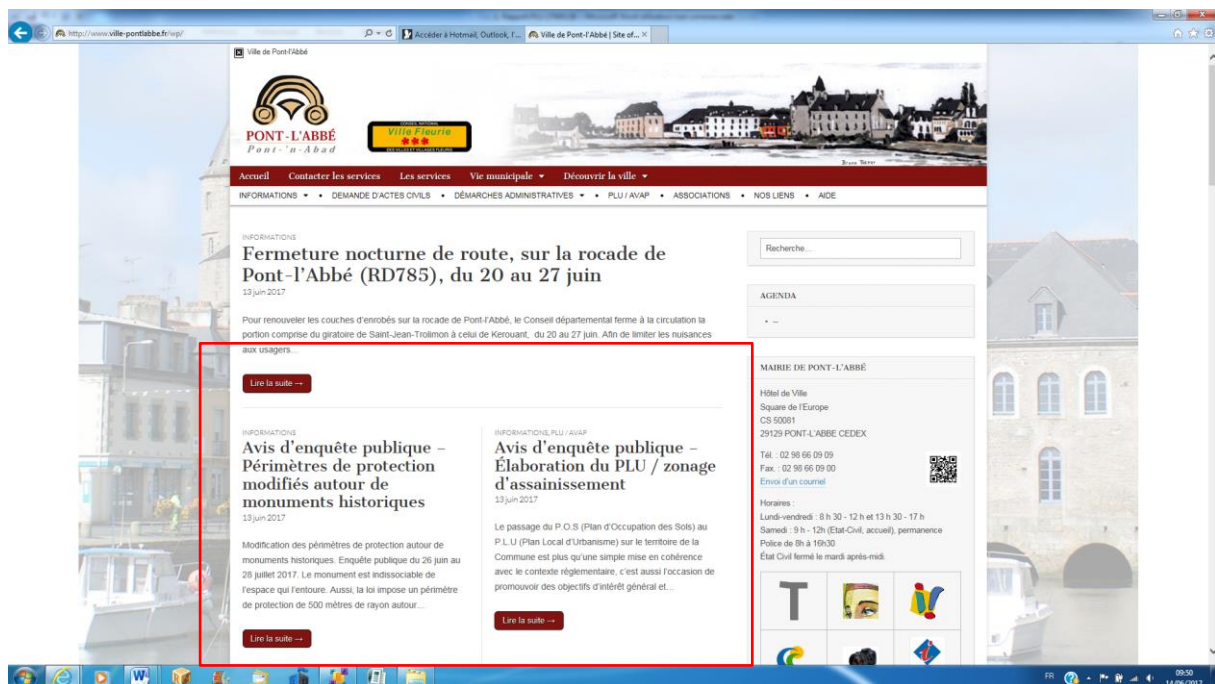 http://www.ville-pontlabbe.fr/wp/
Accéder à Hotmail, Outlook, l'...
Ville de Pont-l'Abbé | Site of... ×
Ville de Pont-l'Abbé
PONT-L'ABBÉ
Pont-'n-Abad
CONSEIL NATIONAL
Ville Fleurie
DES VILLES ET VILLAGES FLEURIS
Accueil Contacter les services Les services Vie municipale Découvrir la ville
INFORMATIONS • DEMANDE D'ACTES CIVILS • DÉMARCHES ADMINISTRATIVES • PLU / AVAP • ASSOCIATIONS • NOS LIENS • AIDE
INFORMATIONS
Fermeture nocturne de route, sur la rocade de
Pont-l'Abbé (RD785), du 20 au 27 juin
13 juin 2017
Pour renouveler les couches d'enrobés sur la rocade de Pont-l'Abbé, le Conseil départemental ferme à la circulation la
portion comprise du giratoire de Saint-Jean-Trolimon à celui de Kerouant, du 20 au 27 juin. Afin de limiter les nuisances
aux usagers...
Lire la suite →
INFORMATIONS
Avis d'enquête publique –
Périmètres de protection
modifiés autour de
monuments historiques
13 juin 2017
Modification des périmètres de protection autour de
monuments historiques. Enquête publique du 26 juin au
28 juillet 2017. Le monument est indissociable de
l'espace qui l'entoure. Aussi, la loi impose un périmètre
de protection de 500 mètres de rayon autour...
Lire la suite →
INFORMATIONS, PLU / AVAP
Avis d'enquête publique –
Élaboration du PLU / zonage
d'assainissement
13 juin 2017
Le passage du P.O.S (Plan d'Occupation des Sols) au
P.L.U (Plan Local d'Urbanisme) sur le territoire de la
Commune est plus qu'une simple mise en cohérence
avec le contexte réglementaire, c'est aussi l'occasion de
promouvoir des objectifs d'intérêt général et...
Lire la suite →
Recherche...
AGENDA
• --
MAIRIE DE PONT-L'ABBÉ
Hôtel de Ville
Square de l'Europe
CS 50081
29129 PONT-L'ABBE CEDEX
Tél. : 02 98 66 09 09
Fax. : 02 98 66 09 00
Envoi d'un courriel
Horaires :
Lundi-vendredi : 8 h 30 - 12 h et 13 h 30 - 17 h
Samedi : 9 h - 12h (Etat-Civil, accueil), permanence
Police de 8h à 16h30
État Civil fermé le mardi après-midi.
FR
09:50
14/06/2017